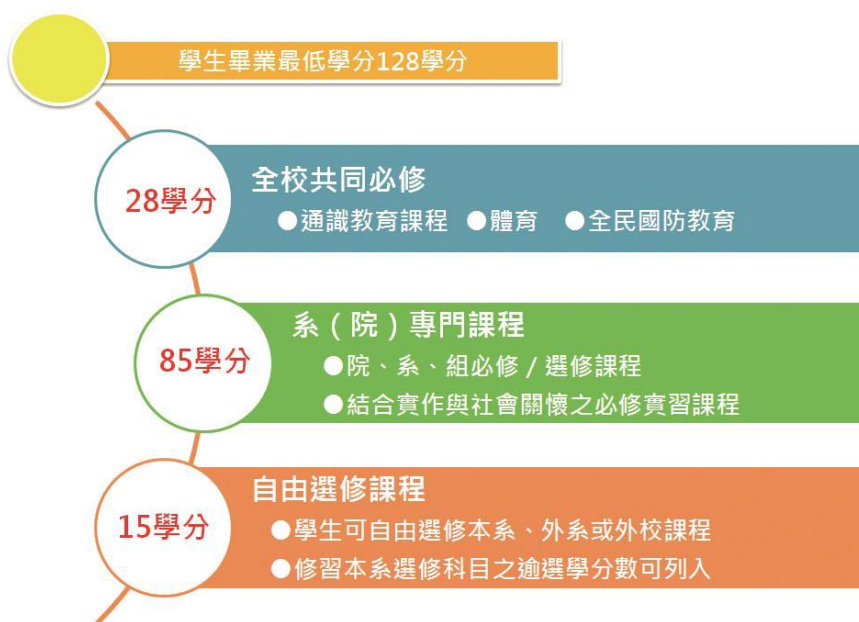 學生畢業最低學分128學分
28學分
全校共同必修
●通識教育課程 ●體育 ●全民國防教育
85學分
系（院）專門課程
●院、系、組必修／選修課程
●結合實作與社會關懷之必修實習課程
15學分
自由選修課程
●學生可自由選修本系、外系或外校課程
●修習本系選修科目之逾選學分數可列入